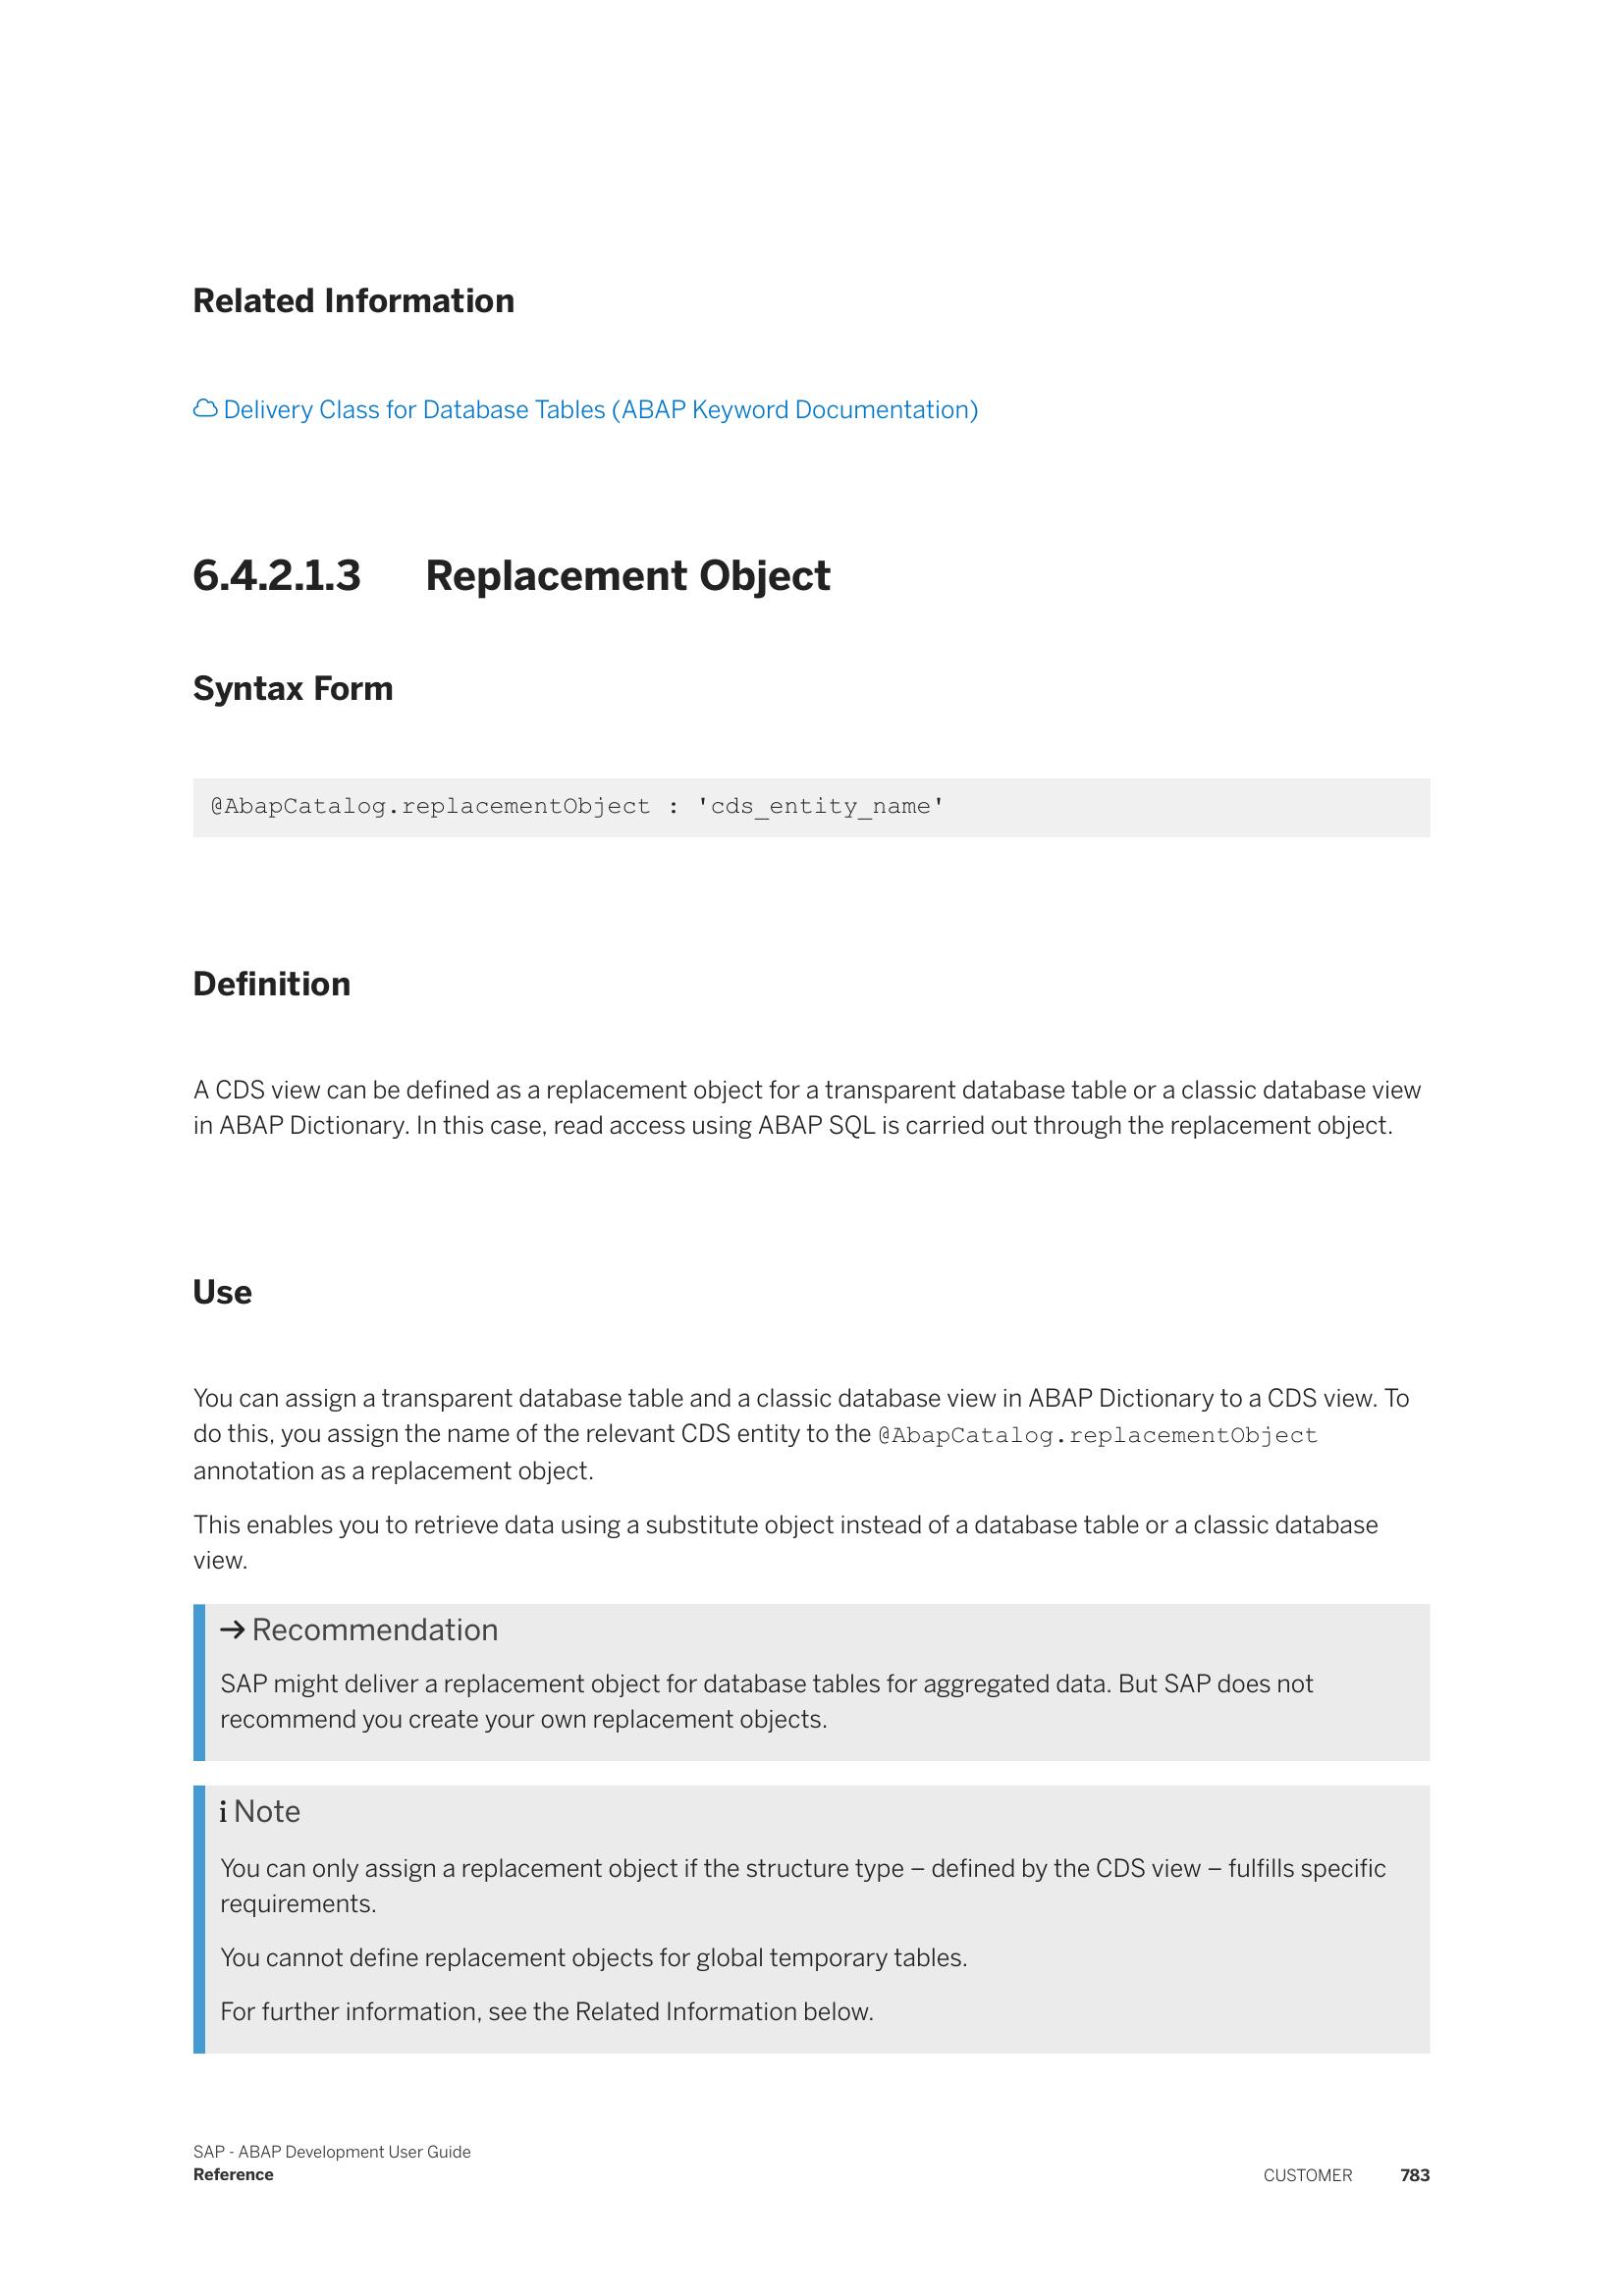 Related Information
Delivery Class for Database Tables (ABAP Keyword Documentation)
6.4.2.1.3 Replacement Object
Syntax Form
@AbapCatalog.replacementObject : 'cds_entity_name'
Definition
A CDS view can be defined as a replacement object for a transparent database table or a classic database view
in ABAP Dictionary. In this case, read access using ABAP SQL is carried out through the replacement object.
Use
You can assign a transparent database table and a classic database view in ABAP Dictionary to a CDS view. To
do this, you assign the name of the relevant CDS entity to the @AbapCatalog.replacementObject
annotation as a replacement object.
This enables you to retrieve data using a substitute object instead of a database table or a classic database
view.
→ Recommendation
SAP might deliver a replacement object for database tables for aggregated data. But SAP does not
recommend you create your own replacement objects.
i Note
You can only assign a replacement object if the structure type – defined by the CDS view – fulfills specific
requirements.
You cannot define replacement objects for global temporary tables.
For further information, see the Related Information below.
SAP - ABAP Development User Guide
Reference
CUSTOMER 783